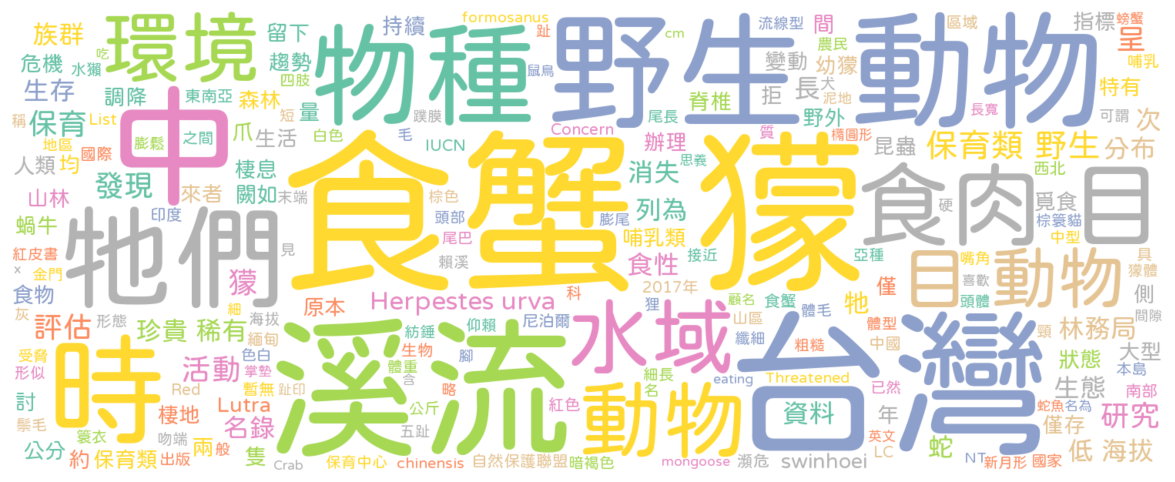 族群
環境
留下
持續
formosanus
趾
cm
流線型
間
區域
指標
螃蟹
呈
農民
吃
危機
水獺
趨勢
物種
鼠鳥
野生
動物
變動
幼獴
哺乳
生存
調降
東南亞
四肢
森林
短
量
尾長
脊椎
拒
長
犬
泥地
特有
長寬
可謂
稱
List
保育
中
膨鬆
之間
爪
生活
白色
蹼膜
毛
IUCN
Concern
質
辦理
野外
橢圓形
次
地區
國際
昆蟲
保育類
野生
分布
人類
均
發現
來者
棲息
闕如
末端
食
蟹
獴
棕色
消失
思義
西北
山林
印度
頭部
膨尾
列為
食肉目
硬
覓食
棕簑貓
蝸牛
牠們
見
尾巴
哺乳類
接近
亞種
中型
紅皮書
x
金門
獴
賴溪
食性
2017年
目
動物
嘴角
喜歡
具
獴體
食物
灰
細
原本
Herpestes urva
科
狸
顧名
食蟹
牠
僅
頭體
側
間隙
評估
形態
珍貴
稀有
海拔
紡錘
仰賴
尼泊爾
水域
山區
體毛
體型
台灣
頸
林務局
時
緬甸
溪流
生物
腳
纖細
粗糙
中國
狀態
大型
本島
受脅
形似
活動
色白
掌墊
體重
含
略
細長
名
eating
Threatened
已然
生態
南部
Red
暫無
趾印
公斤
紅色
動物
資料
年
蛇魚
名為
討
鬃毛
棲地
Lutra
名錄
五趾
僅存
研究
簑衣
吻端
兩
般
英文
公分
約
保育類
出版
隻
Crab
保育中心
chinensis
自然保護聯盟
暗褐色
mongoose
瀕危
swinhoei
LC
蛇
NT
新月形
國家
低
海拔